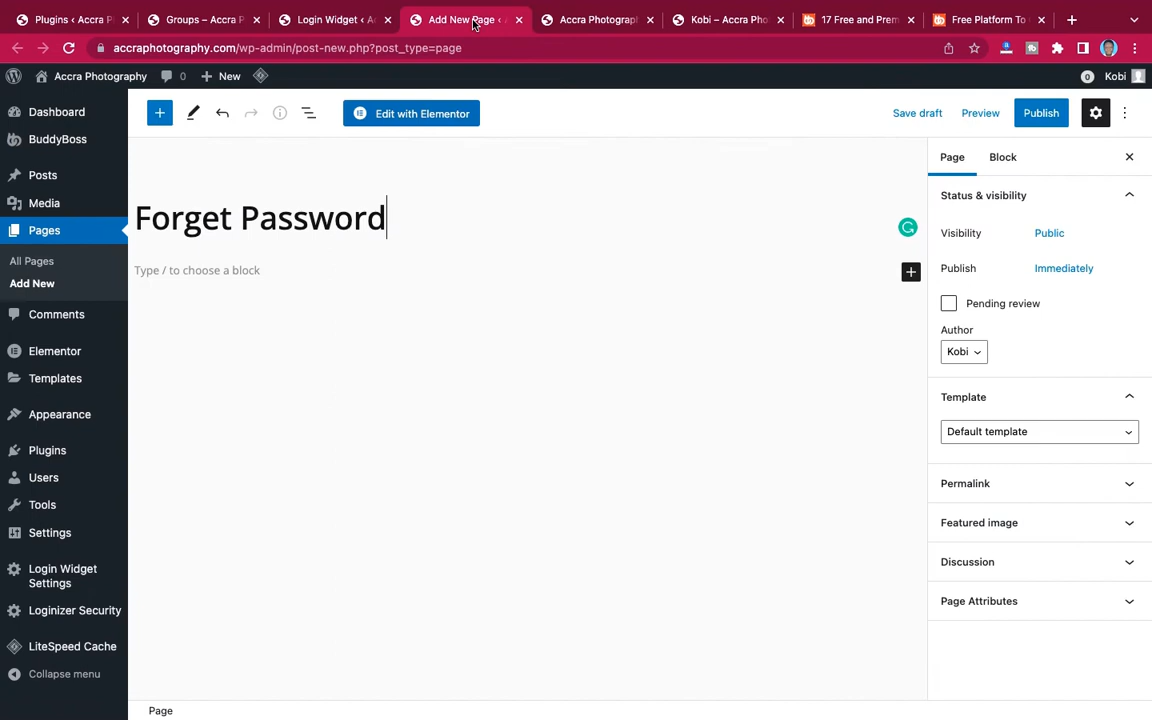 Plugins ‹ Accra P
Groups – Accra P
Login Widget ‹ Ac
Add New Page ‹ A
Accra Photograph
Kobi – Accra Pho
17 Free and Prem
Free Platform To
accraphotography.com/wp-admin/post-new.php?post_type=page
Accra Photography
0
New
0
Kobi
Dashboard
BuddyBoss
Posts
Media
Pages
All Pages
Add New
Comments
Elementor
Templates
Appearance
Plugins
Users
Tools
Settings
Login Widget
Settings
Loginizer Security
LiteSpeed Cache
Collapse menu
Edit with Elementor
Save draft
Preview
Publish
Forget Password
Type / to choose a block
Page
Block
Status & visibility
Visibility
Public
Publish
Immediately
Pending review
Author
Kobi
Template
Default template
Permalink
Featured image
Discussion
Page Attributes
Page